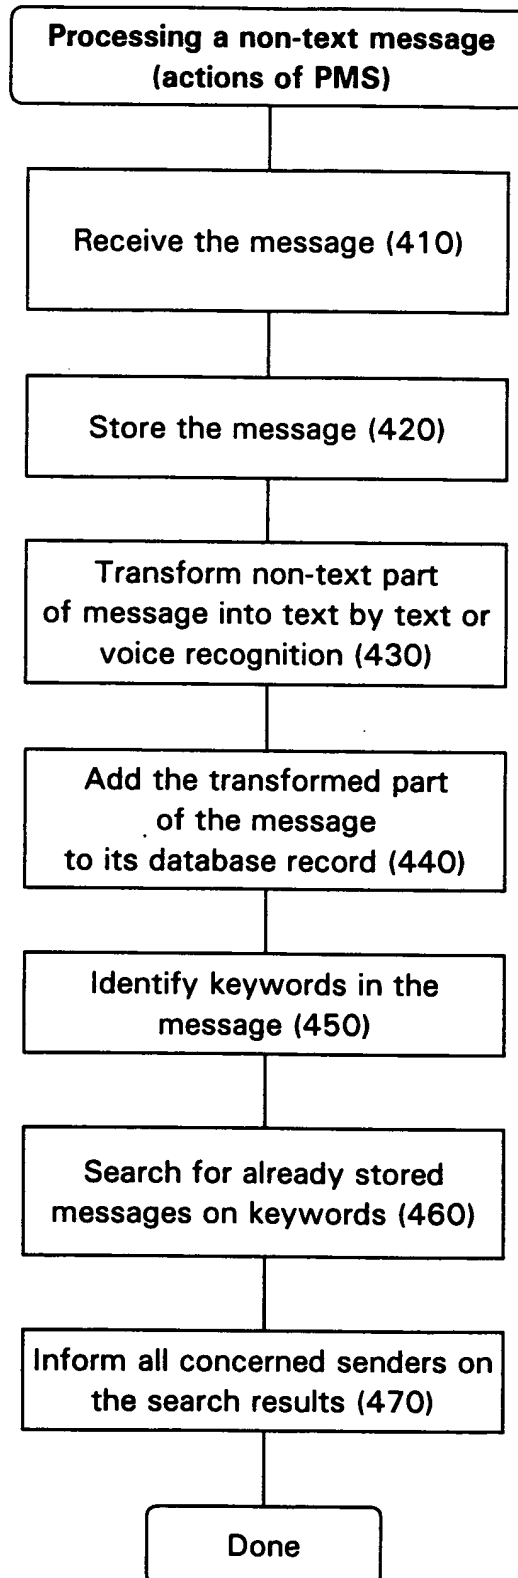 Processing a non-text message
(actions of PMS)
Receive the message (410)
Store the message (420)
Transform non-text part
of message into text by text or
voice recognition (430)
Add the transformed part
of the message
to its database record (440)
Identify keywords in the
message (450)
Search for already stored
messages on keywords (460)
Inform all concerned senders on
the search results (470)
Done